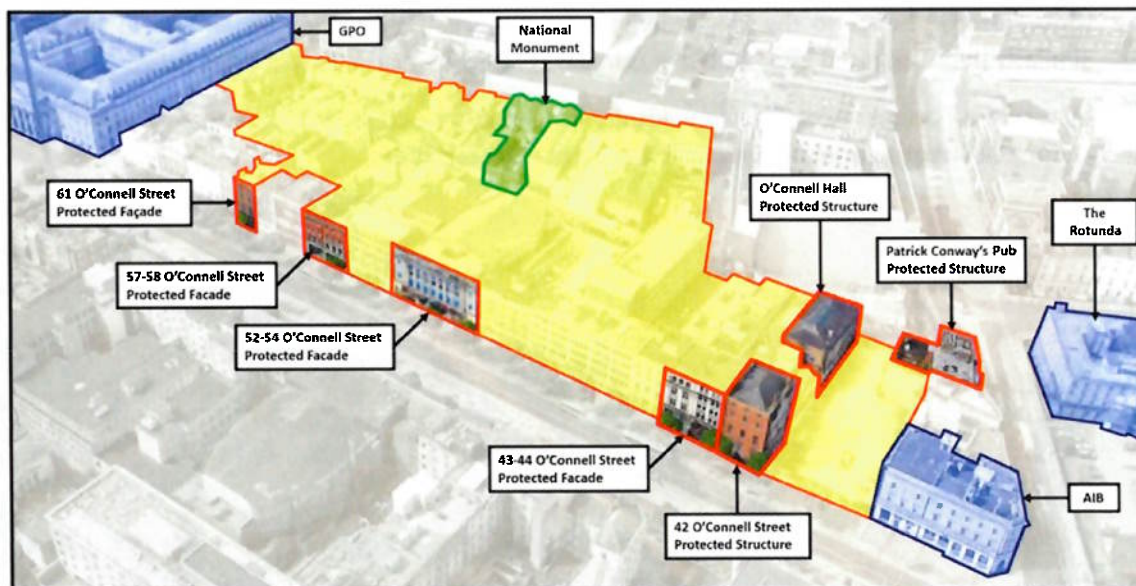 GPO
National
Monument
61 O'Connell Street
Protected Façade
O'Connell Hall
Protected Structure
The
Rotunda
Patrick Conway's Pub
Protected Structure
57-58 O'Connell Street
Protected Facade
52-54 O'Connell Street
Protected Facade
43-44 O'Connell Street
Protected Facade
AIB
42 O'Connell Street
Protected Structure